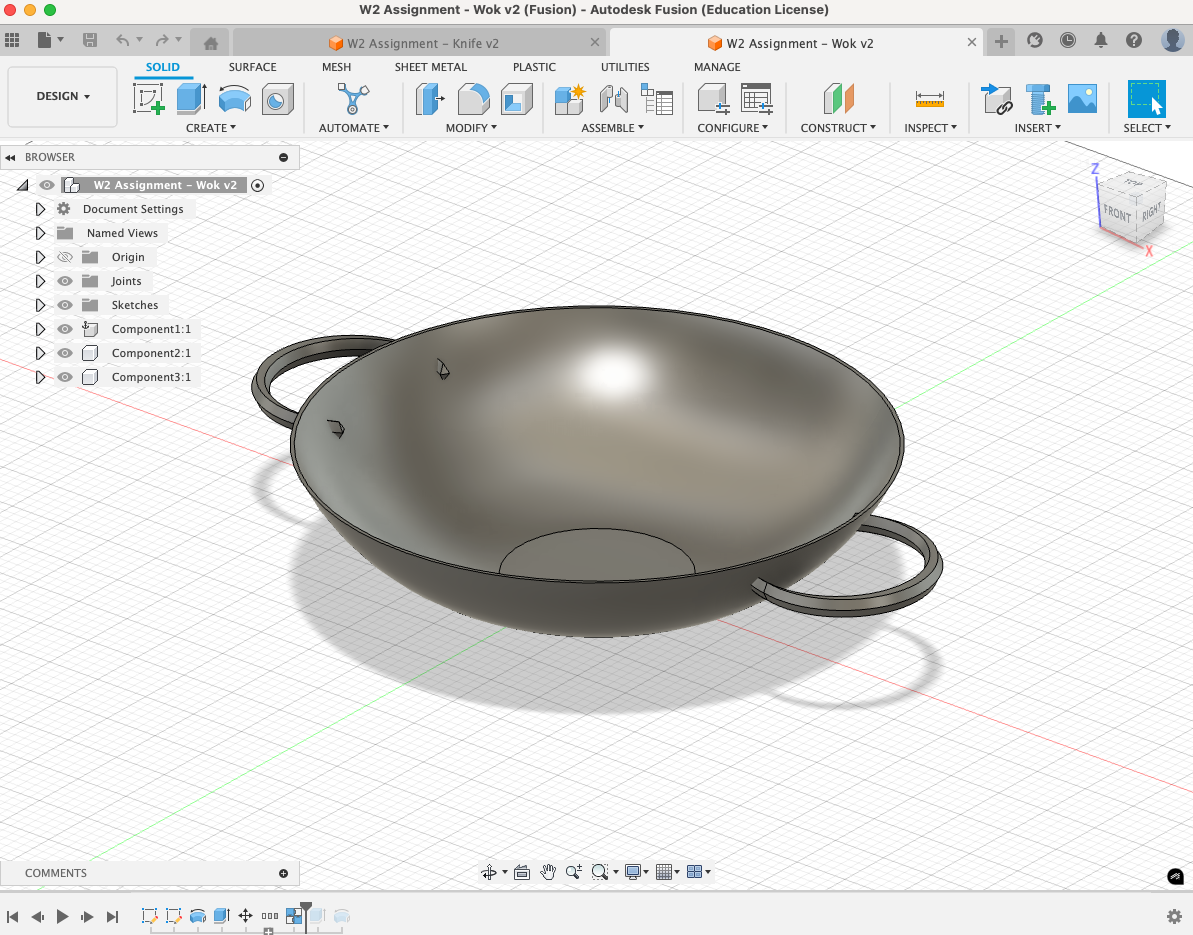 W2 Assignment - Wok v2 (Fusion) - Autodesk Fusion (Education License)
W2 Assignment - Knife v2
W2 Assignment - Wok v2
SOLID SURFACE MESH SHEET METAL PLASTIC UTILITIES MANAGE
DESIGN
CREATE AUTOMATE MODIFY ASSEMBLE CONFIGURE CONSTRUCT INSPECT INSERT SELECT
BROWSER
W2 Assignment - Wok v2
Document Settings
Named Views
Origin
Joints
Sketches
Component1:1
Component2:1
Component3:1
Z
TOP
FRONT RIGHT
X
COMMENTS